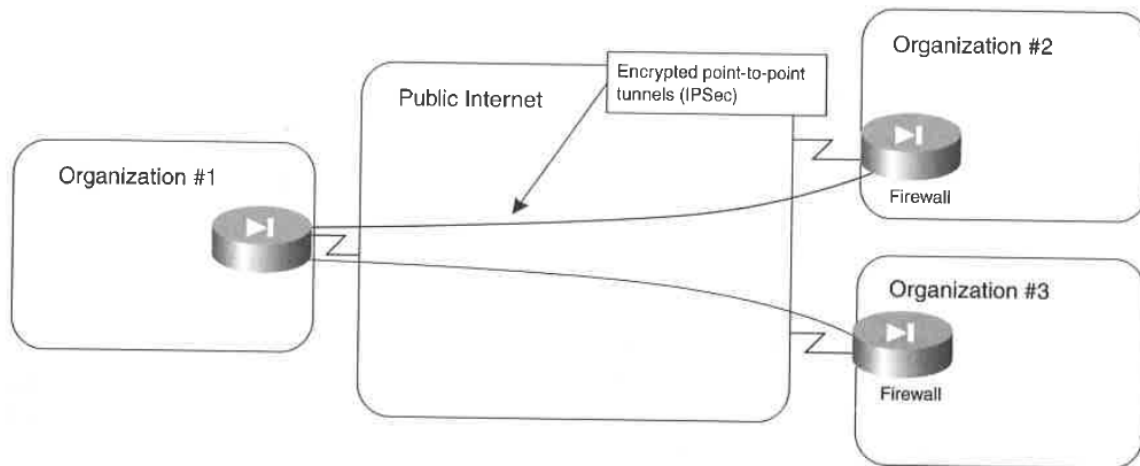 Organization #1
Public Internet
Encrypted point-to-point
tunnels (IPSec)
Organization #2
Firewall
Organization #3
Firewall